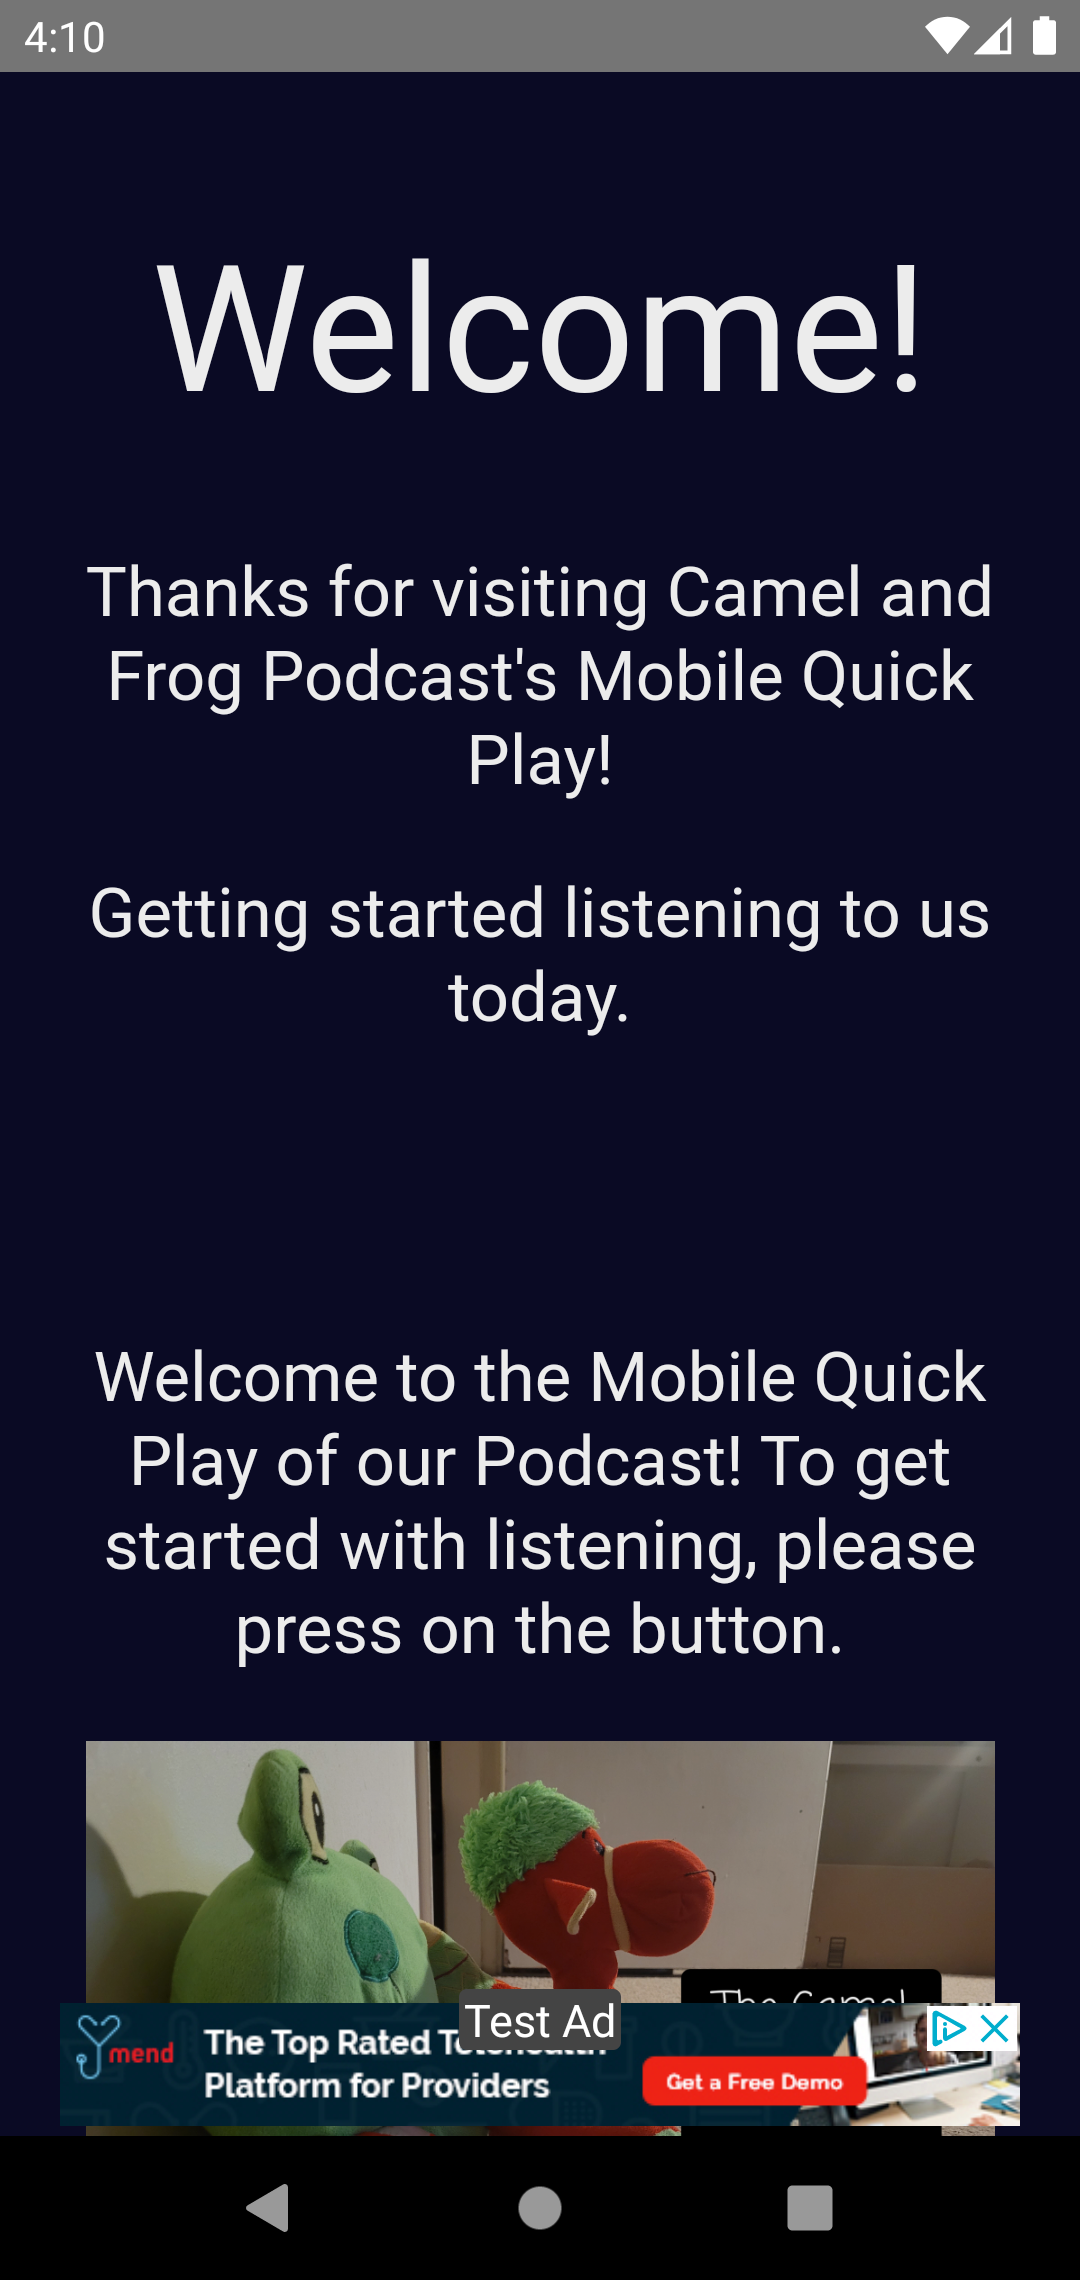 4:10
Welcome!
Thanks for visiting Camel and
Frog Podcast's Mobile Quick
Play!
Getting started listening to us
today.
Welcome to the Mobile Quick
Play of our Podcast! To get
started with listening, please
press on the button.
The Camel
Test Ad
mend
The Top Rated Telehealth
Platform for Providers
Get a Free Demo